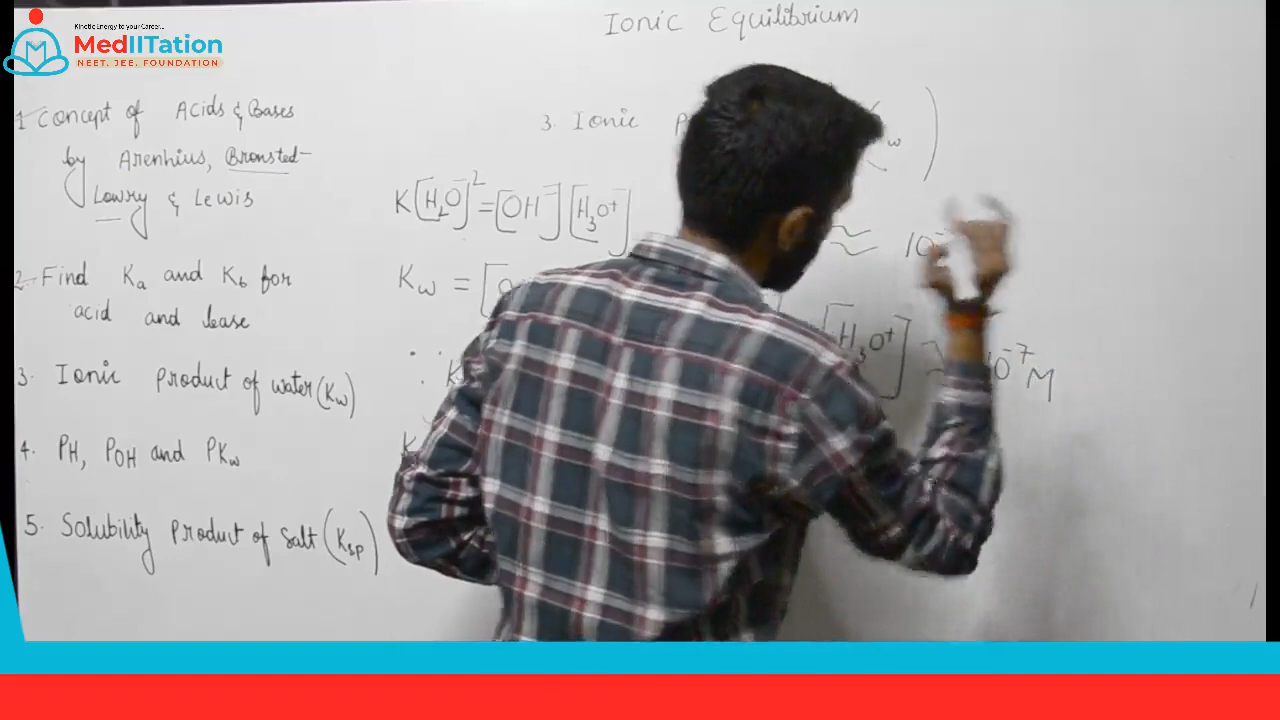 Kinetic Energy to your Career...
MedIITation
NEET. JEE. FOUNDATION
Ionic Equilibrium
1 Concept of Acids & Bases
by Arenhius, Bronsted-
Lowry & Lewis
2. Find Ka and Kb for
acid and base
3. Ionic Product of water (Kw)
4. PH, POH and PKw
5. Solubility Product of Salt (Ksp)
3. Ionic
w)
K[H2O]² = [OH⁻][H3O⁺]
≈ 10⁻
Kw = [
[H3O⁺] 10⁻⁷ M
∴ K
K